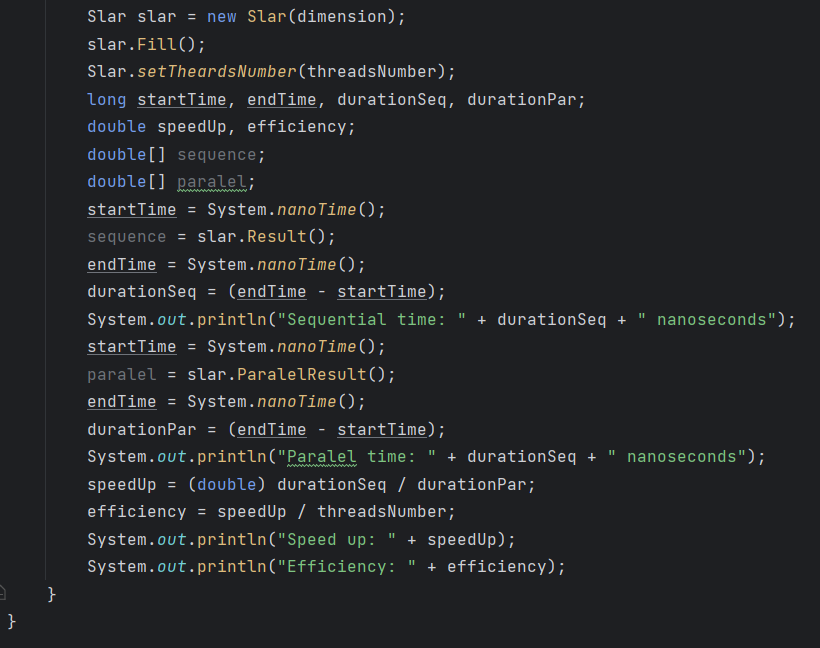 Slar slar = new Slar(dimension);
slar.Fill();
Slar.setTheardsNumber(threadsNumber);
long startTime, endTime, durationSeq, durationPar;
double speedUp, efficiency;
double[] sequence;
double[] paralel;
startTime = System.nanoTime();
sequence = slar.Result();
endTime = System.nanoTime();
durationSeq = (endTime - startTime);
System.out.println("Sequential time: " + durationSeq + " nanoseconds");
startTime = System.nanoTime();
paralel = slar.ParalelResult();
endTime = System.nanoTime();
durationPar = (endTime - startTime);
System.out.println("Paralel time: " + durationSeq + " nanoseconds");
speedUp = (double) durationSeq / durationPar;
efficiency = speedUp / threadsNumber;
System.out.println("Speed up: " + speedUp);
System.out.println("Efficiency: " + efficiency);
}
}